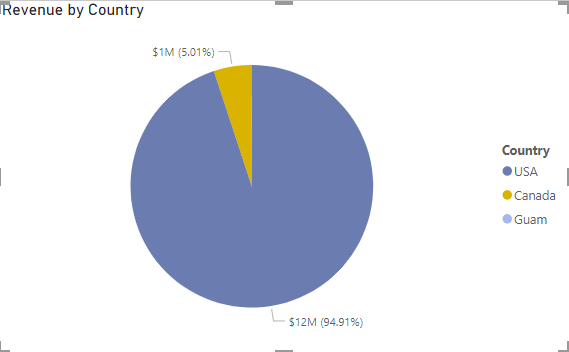 Revenue by Country
$1M (5.01%)
Country
USA
Canada
Guam
$12M (94.91%)